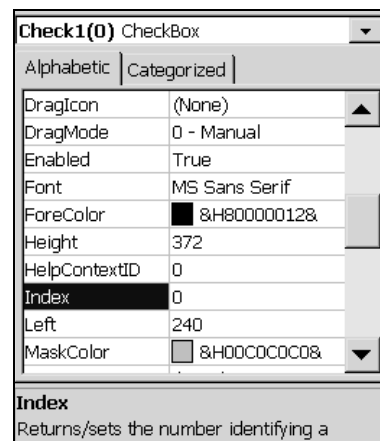 Check1(0) CheckBox
Alphabetic Categorized
DragIcon (None)
DragMode 0 - Manual
Enabled True
Font MS Sans Serif
ForeColor &H80000012&
Height 372
HelpContextID 0
Index 0
Left 240
MaskColor &H00C0C0C0&
Index
Returns/sets the number identifying a